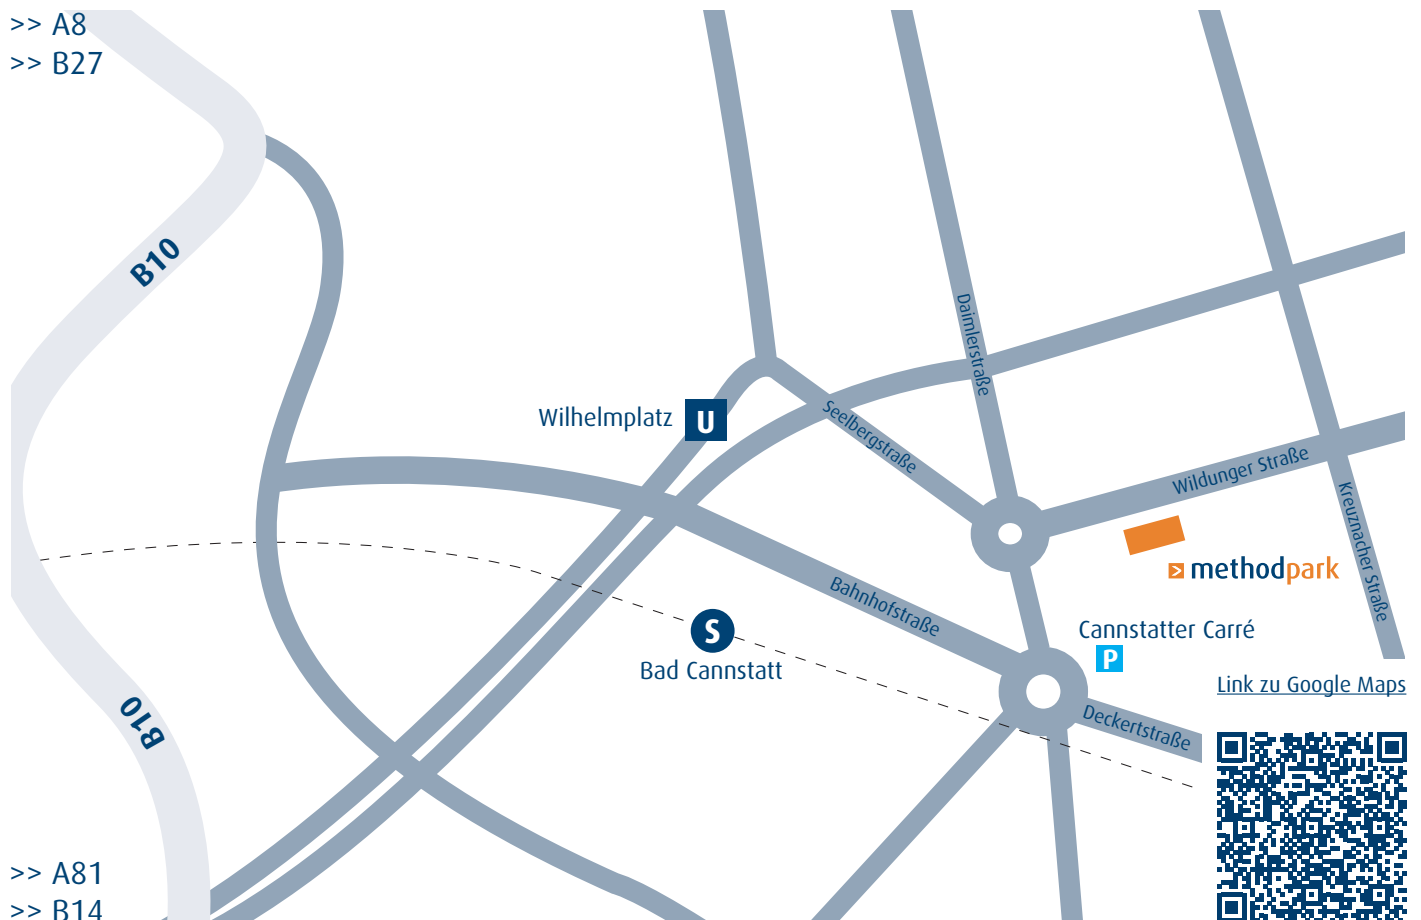 >> A8
>> B27
B10
Daimlerstraße
Wilhelmplatz
U
Seelbergstraße
Wildunger Straße
Kreuznacher Straße
methodpark
Bahnhofstraße
S
Bad Cannstatt
Cannstatter Carré
P
Link zu Google Maps
B10
Deckertstraße
>> A81
>> B14